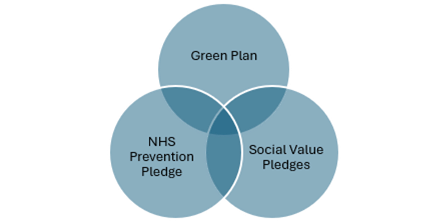 Green Plan
NHS
Prevention
Pledge
Social Value
Pledges